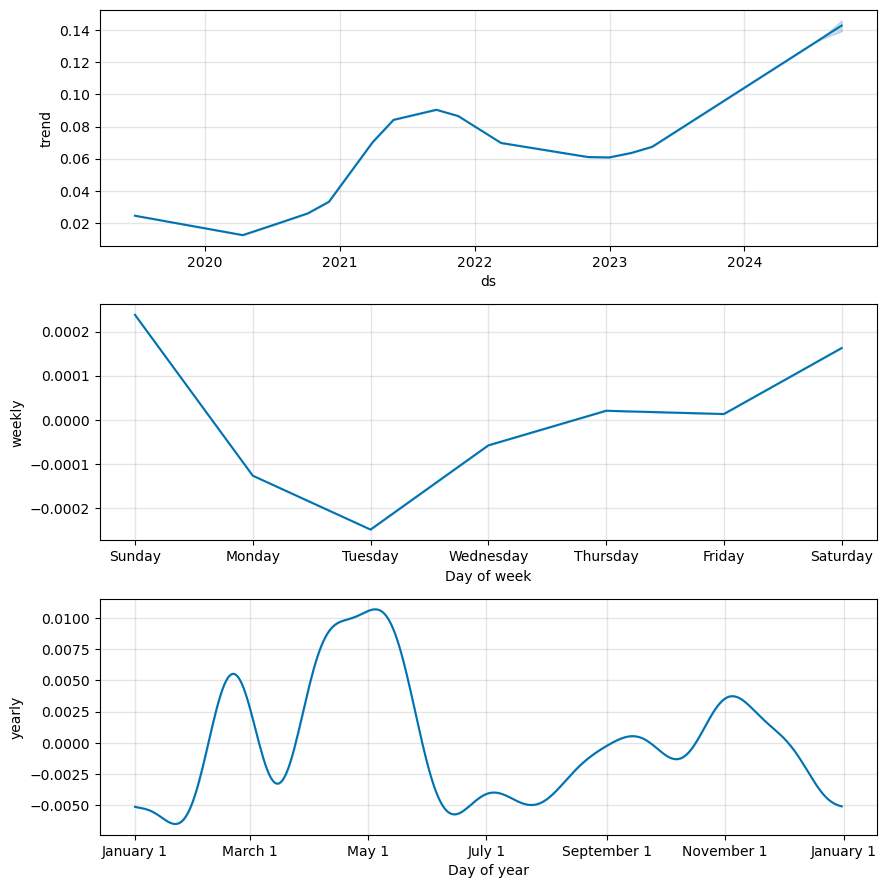 0.14
0.12
0.10
0.08
0.06
0.04
0.02
trend
2020 2021 2022 2023 2024
ds
0.0002
0.0001
0.0000
−0.0001
−0.0002
weekly
Sunday Monday Tuesday Wednesday Thursday Friday Saturday
Day of week
0.0100
0.0075
0.0050
0.0025
0.0000
−0.0025
−0.0050
yearly
January 1 March 1 May 1 July 1 September 1 November 1 January 1
Day of year